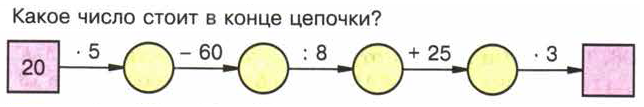 Какое число стоит в конце цепочки?
20 · 5 – 60 : 8 + 25 · 3